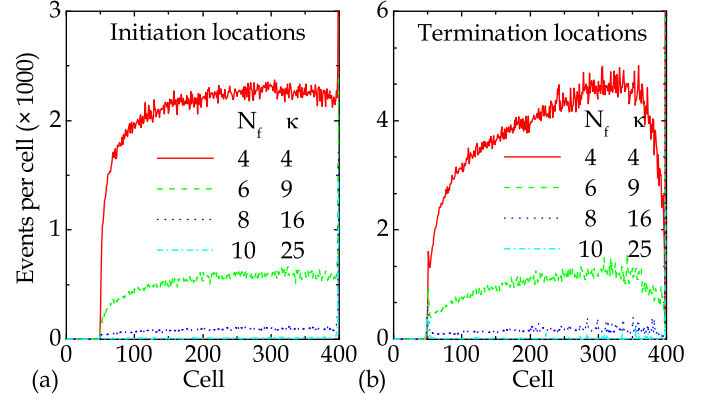 Initiation locations
Termination locations
Events per cell (× 1000)
3
2
1
0
N_f κ
4 4
6 9
8 16
10 25
0 100 200 300 400
(a) Cell
6
4
2
0
N_f κ
4 4
6 9
8 16
10 25
0 100 200 300 400
(b) Cell